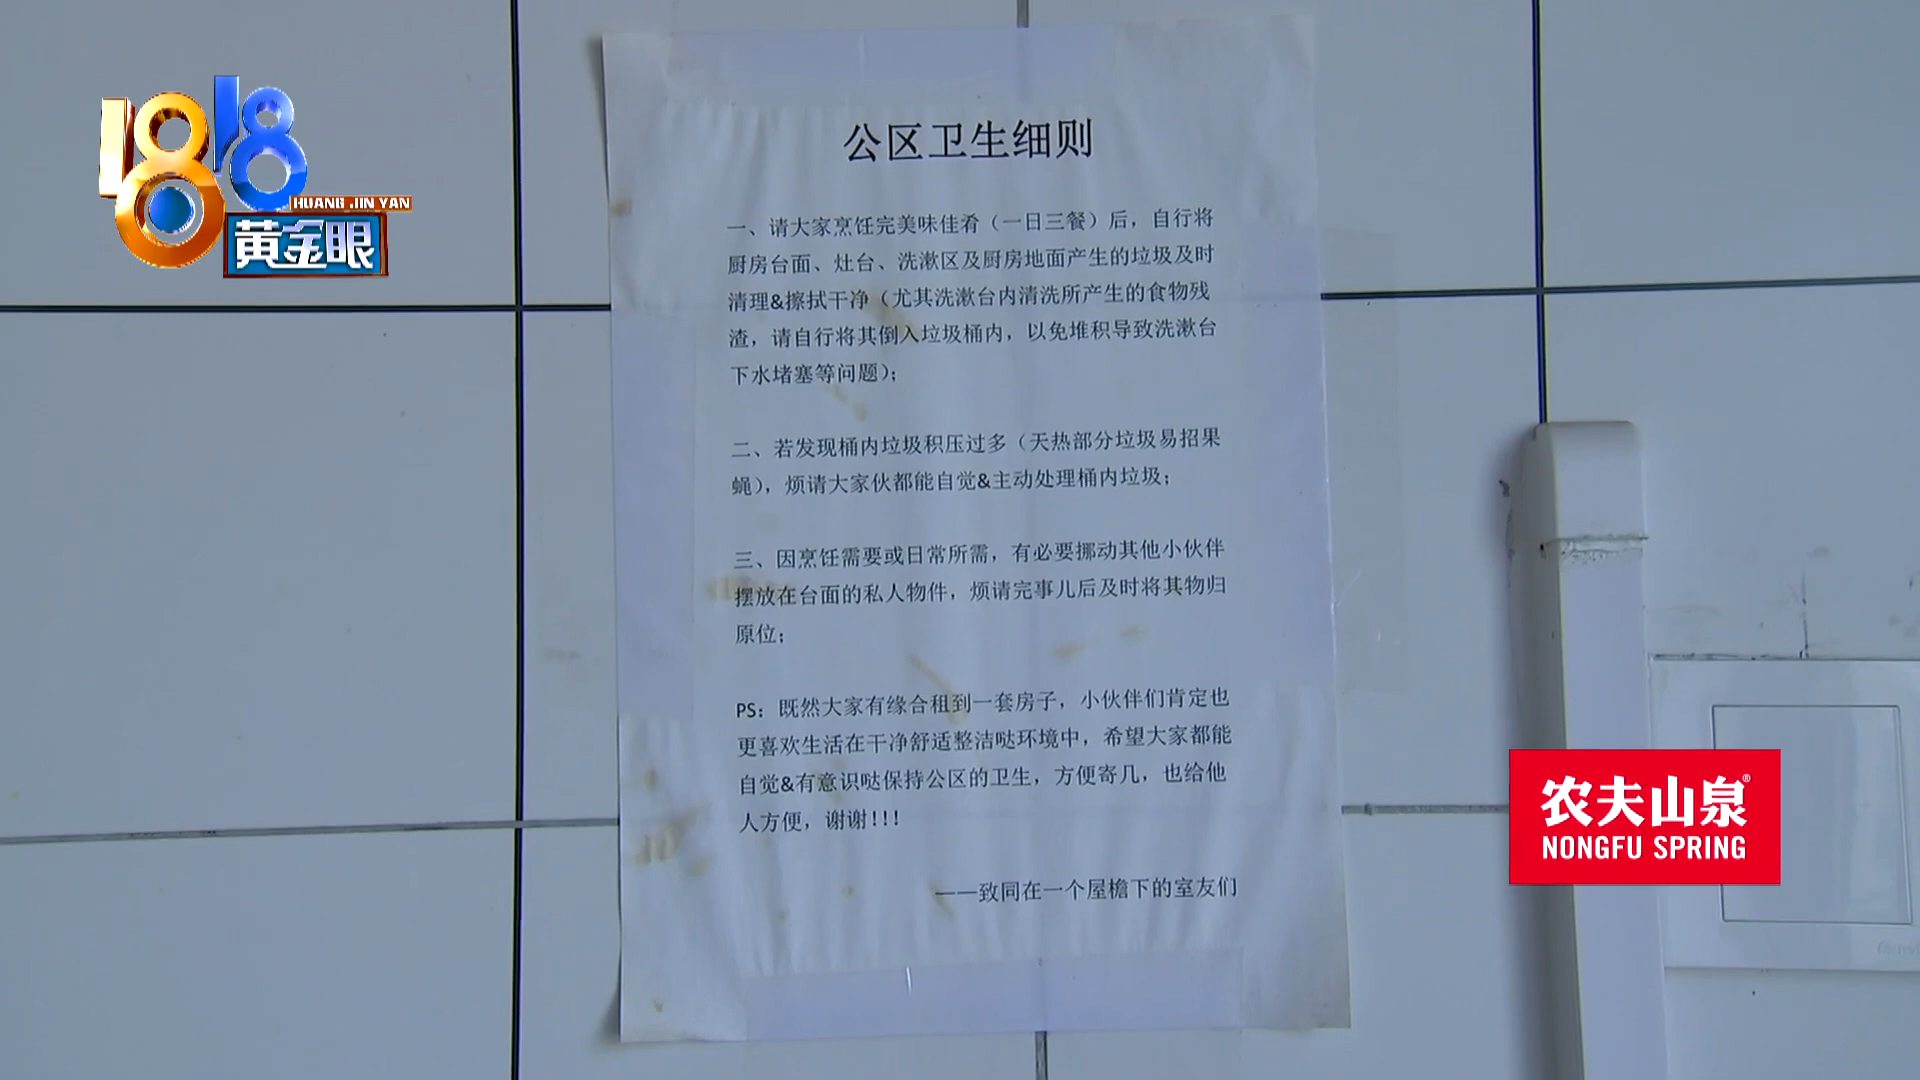 1818
HUANG JIN YAN
黄金眼
公区卫生细则
一、请大家烹饪完美味佳肴（一日三餐）后，自行将
厨房台面、灶台、洗漱区及厨房地面产生的垃圾及时
清理&擦拭干净（尤其洗漱台内清洗所产生的食物残
渣，请自行将其倒入垃圾桶内，以免堆积导致洗漱台
下水堵塞等问题）；
二、若发现桶内垃圾积压过多（天热部分垃圾易招果
蝇），烦请大家伙都能自觉&主动处理桶内垃圾；
三、因烹饪需要或日常所需，有必要挪动其他小伙伴
摆放在台面的私人物件，烦请完事儿后及时将其物归
原位；
PS：既然大家有缘合租到一套房子，小伙伴们肯定也
更喜欢生活在干净舒适整洁哒环境中，希望大家都能
自觉&有意识哒保持公区的卫生，方便寄几，也给他
人方便，谢谢！！！
——致同在一个屋檐下的室友们
农夫山泉®
NONGFU SPRING